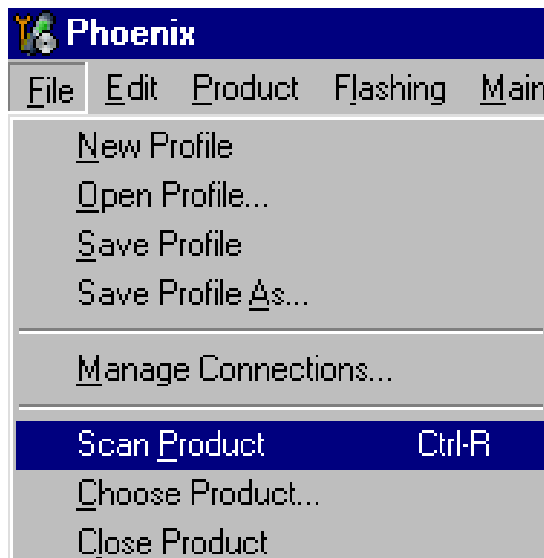 Phoenix
File Edit Product Flashing Main
New Profile
Open Profile...
Save Profile
Save Profile As...
Manage Connections...
Scan Product Ctrl-R
Choose Product...
Close Product